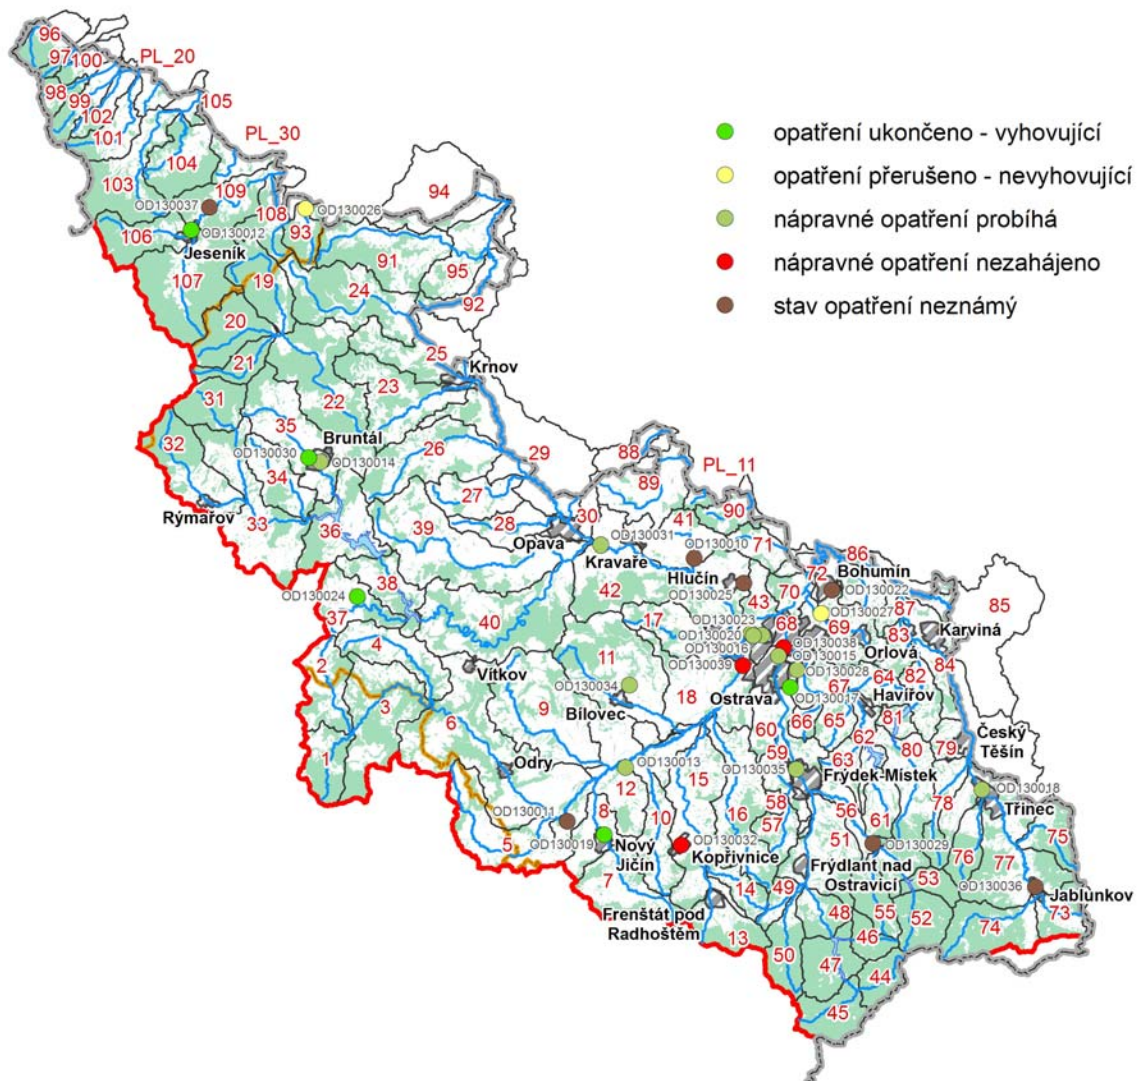 96
97
100
PL_20
98
99
102
101
105
PL_30
104
103
109
94
OD130037
108
OD130026
106
OD130012
93
Jeseník
91
107
19
95
24
92
20
21
25
Krnov
31
23
22
35
32
Bruntál
26
29
88
PL_11
OD130030
OD130014
34
27
89
90
Rýmařov
33
36
39
28
30
41
Opava
OD130031
OD130010
71
86
Kravaře
72
Bohumín
Hlučín
OD130022
38
42
OD130025
43
70
OD130024
OD130027
87
85
37
40
17
OD130023
68
69
83
Karviná
OD130020
OD130038
4
OD130016
OD130015
Orlová
84
2
11
OD130039
OD130028
64
82
Vítkov
OD130034
67
Havířov
3
9
18
Ostrava
OD130017
Bílovec
66
65
81
6
60
62
Český
Těšín
1
59
63
80
79
Odry
OD130013
OD130035
Frýdek-Místek
12
15
OD130018
58
56
78
Třinec
OD130011
8
10
16
57
61
51
75
OD130019
Nový
Jičín
OD130032
OD130029
5
Kopřivnice
Frýdlant nad
Ostravicí
76
77
7
53
OD130036
14
49
Jablunkov
Frenštát pod
Radhoštěm
48
55
52
73
13
46
74
50
47
44
45
opatření ukončeno - vyhovující
opatření přerušeno - nevyhovující
nápravné opatření probíhá
nápravné opatření nezahájeno
stav opatření neznámý